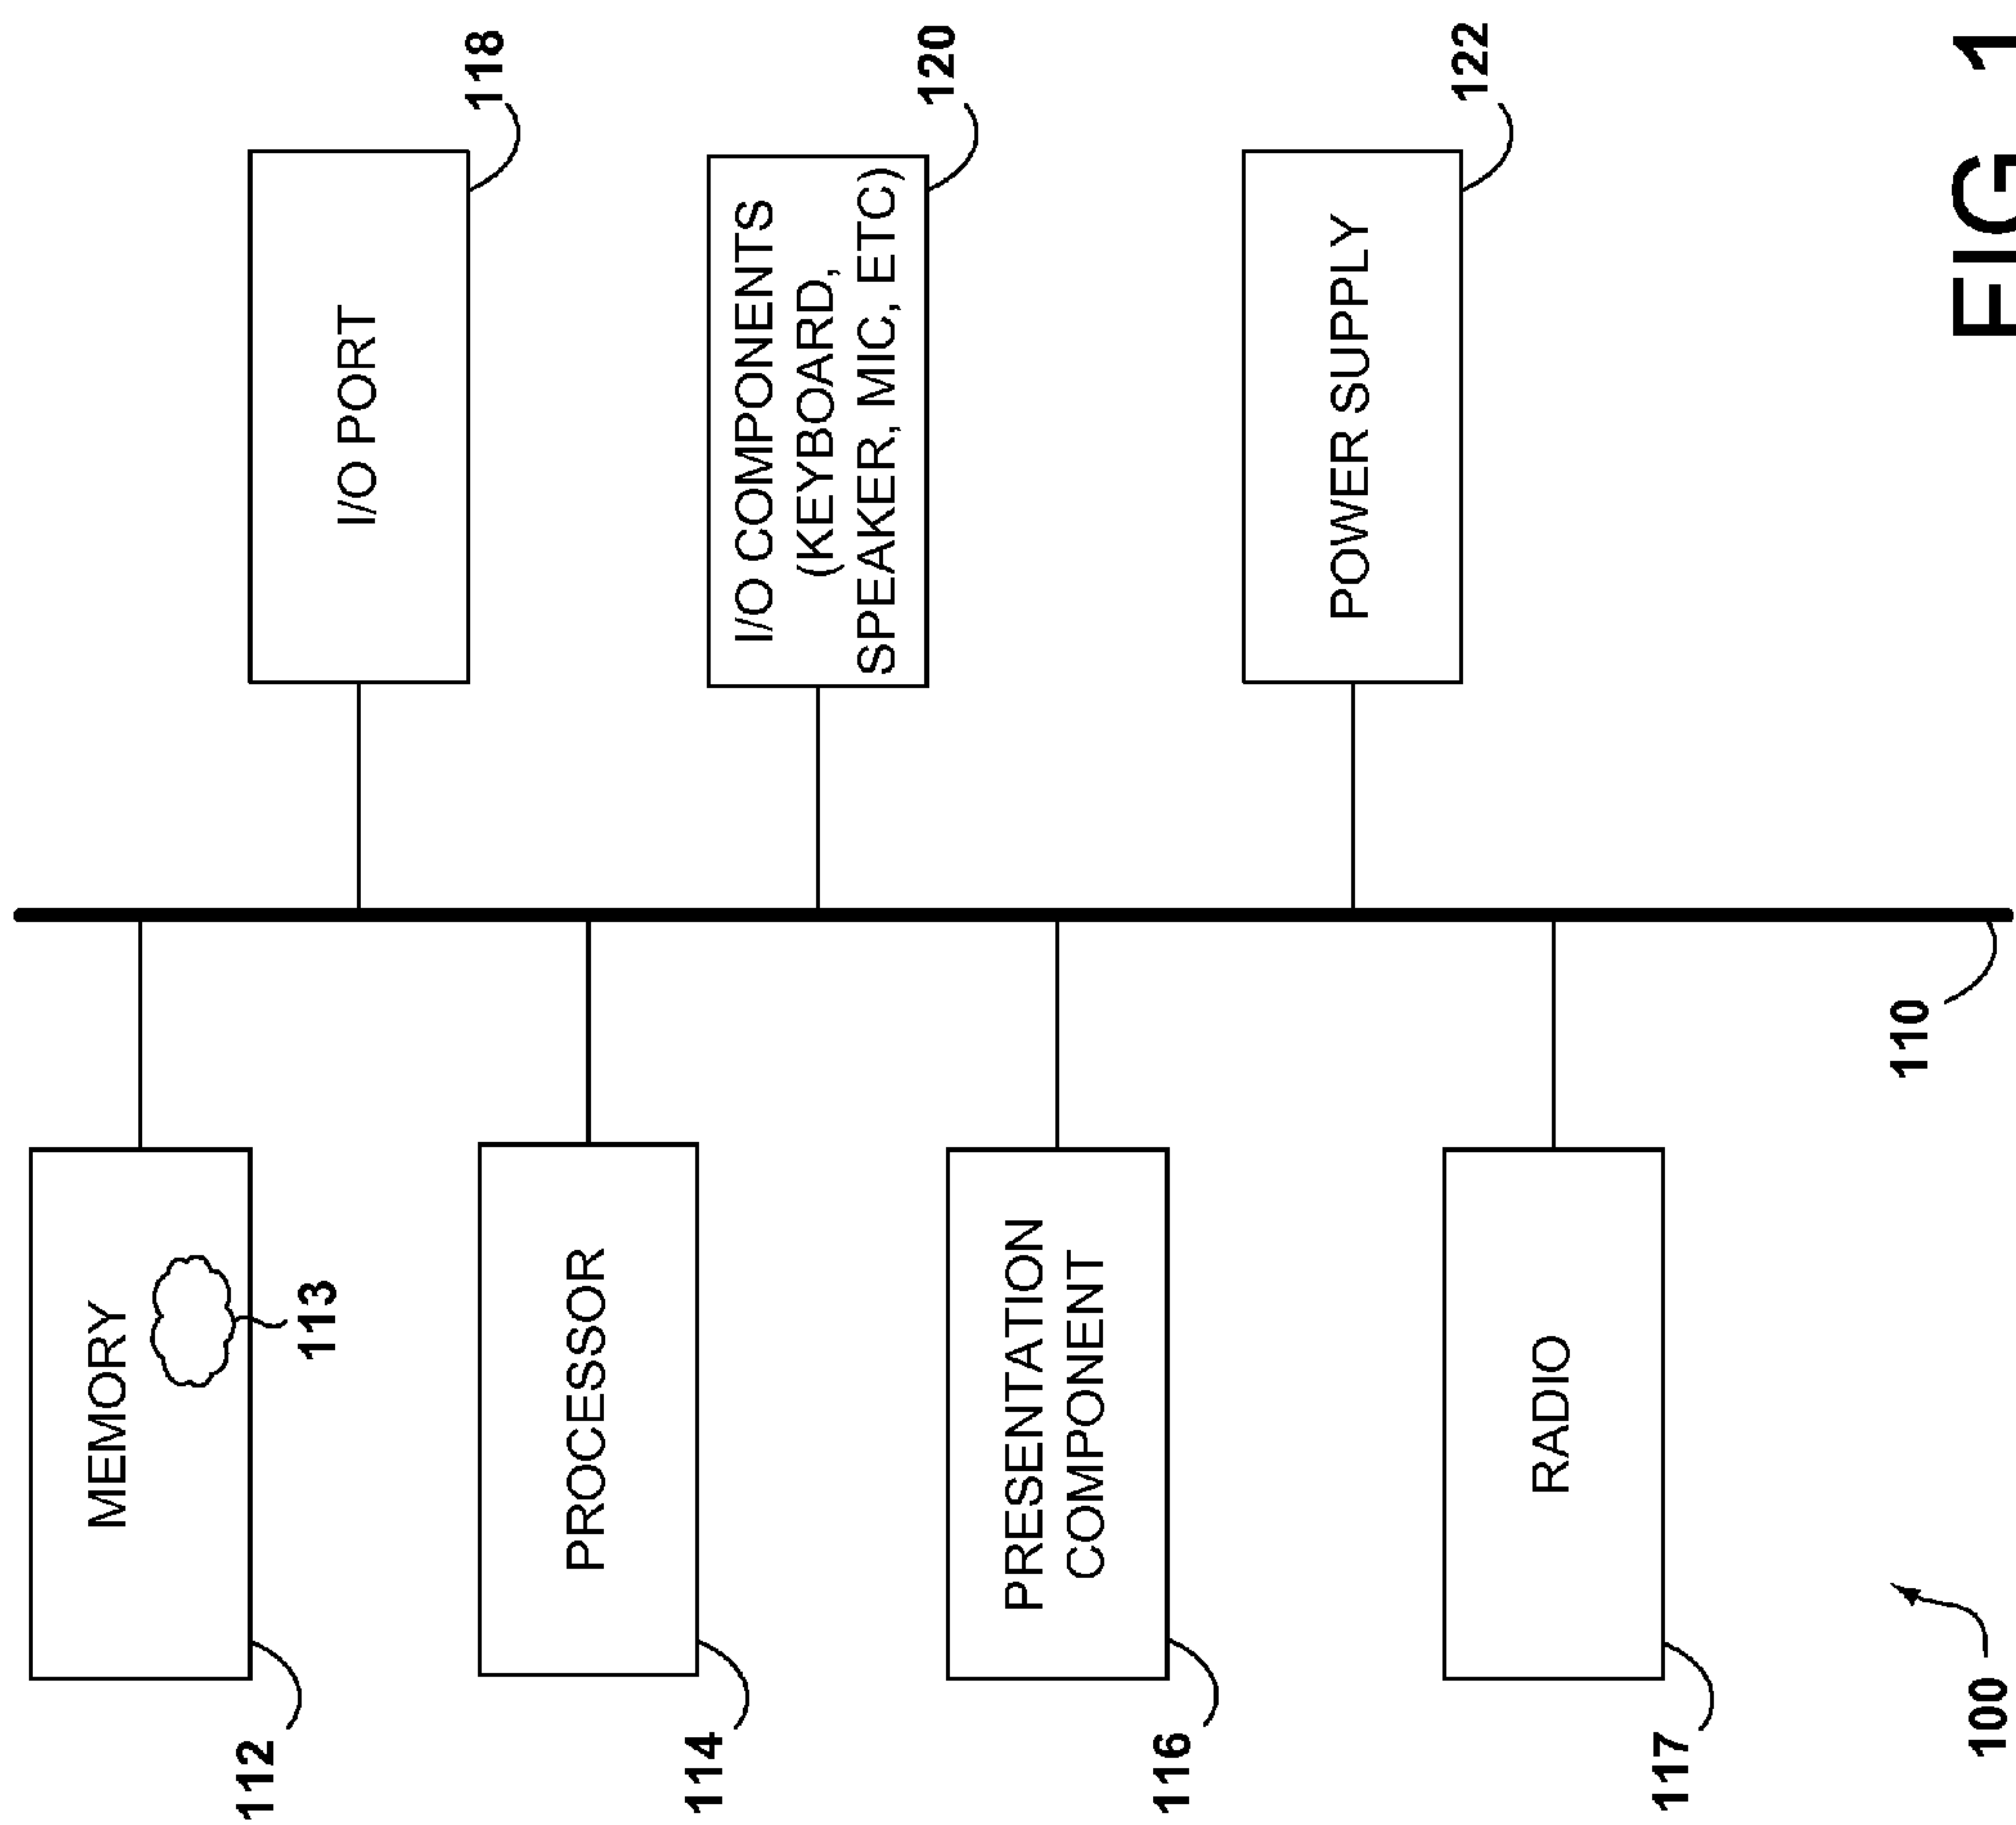 100
112
MEMORY
113
114
PROCESSOR
116
PRESENTATION
COMPONENT
117
RADIO
110
I/O PORT
118
I/O COMPONENTS
(KEYBOARD,
SPEAKER, MIC, ETC)
120
POWER SUPPLY
122
FIG 1